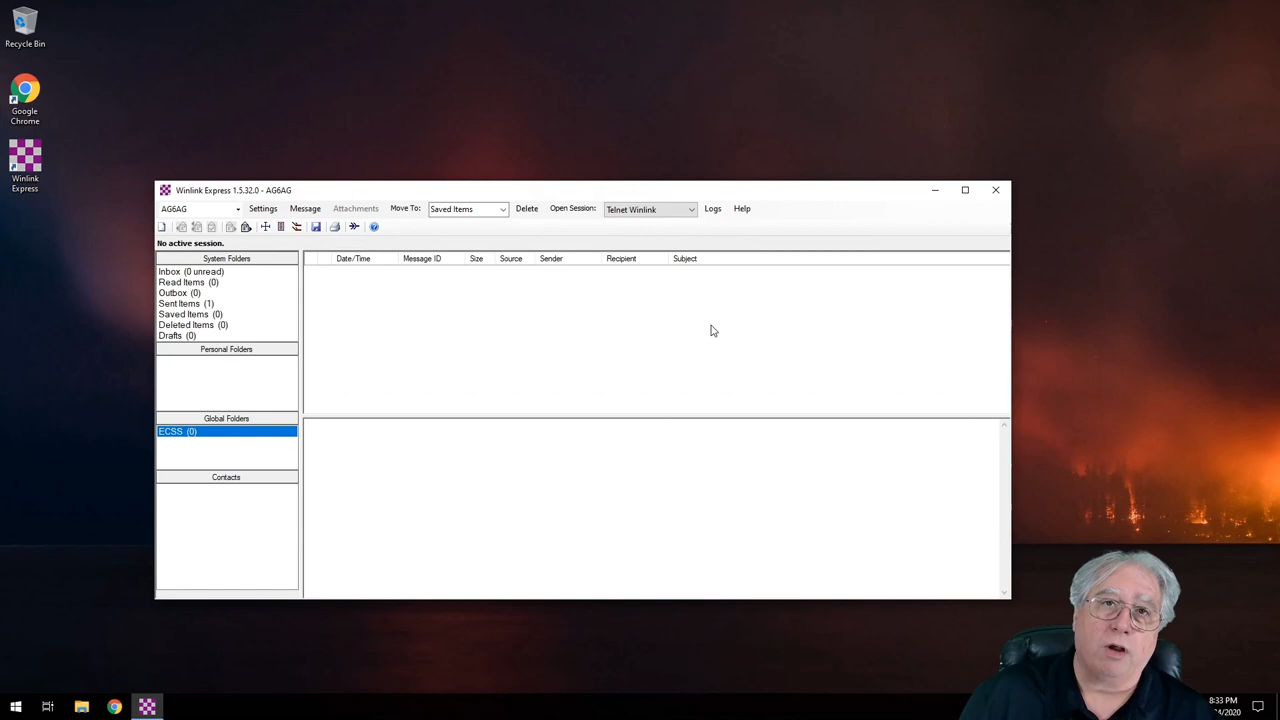 Recycle Bin
Google
Chrome
Winlink
Express
Winlink Express 1.5.32.0 - AG6AG
AG6AG Settings Message Attachments Move To: Saved Items Delete Open Session: Telnet Winlink Logs Help
No active session.
System Folders
Date/Time Message ID Size Source Sender Recipient Subject
Inbox (0 unread)
Read Items (0)
Outbox (0)
Sent Items (1)
Saved Items (0)
Deleted Items (0)
Drafts (0)
Personal Folders
Global Folders
ECSS (0)
Contacts
8:33 PM